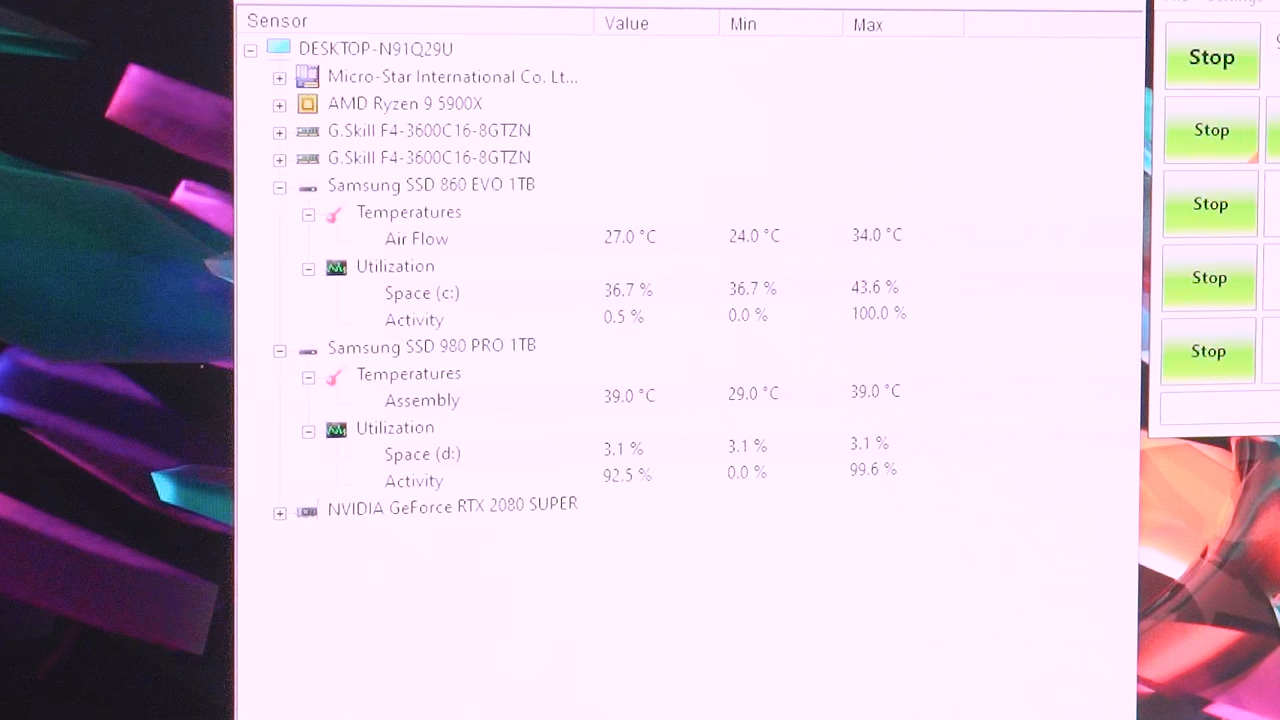 Sensor Value Min Max
DESKTOP-N91Q29U
Micro-Star International Co. Lt...
AMD Ryzen 9 5900X
G.Skill F4-3600C16-8GTZN
G.Skill F4-3600C16-8GTZN
Samsung SSD 860 EVO 1TB
Temperatures
Air Flow 27.0 °C 24.0 °C 34.0 °C
Utilization
Space (c:) 36.7 % 36.7 % 43.6 %
Activity 0.5 % 0.0 % 100.0 %
Samsung SSD 980 PRO 1TB
Temperatures
Assembly 39.0 °C 29.0 °C 39.0 °C
Utilization
Space (d:) 3.1 % 3.1 % 3.1 %
Activity 92.5 % 0.0 % 99.6 %
NVIDIA GeForce RTX 2080 SUPER
Stop
Stop
Stop
Stop
Stop